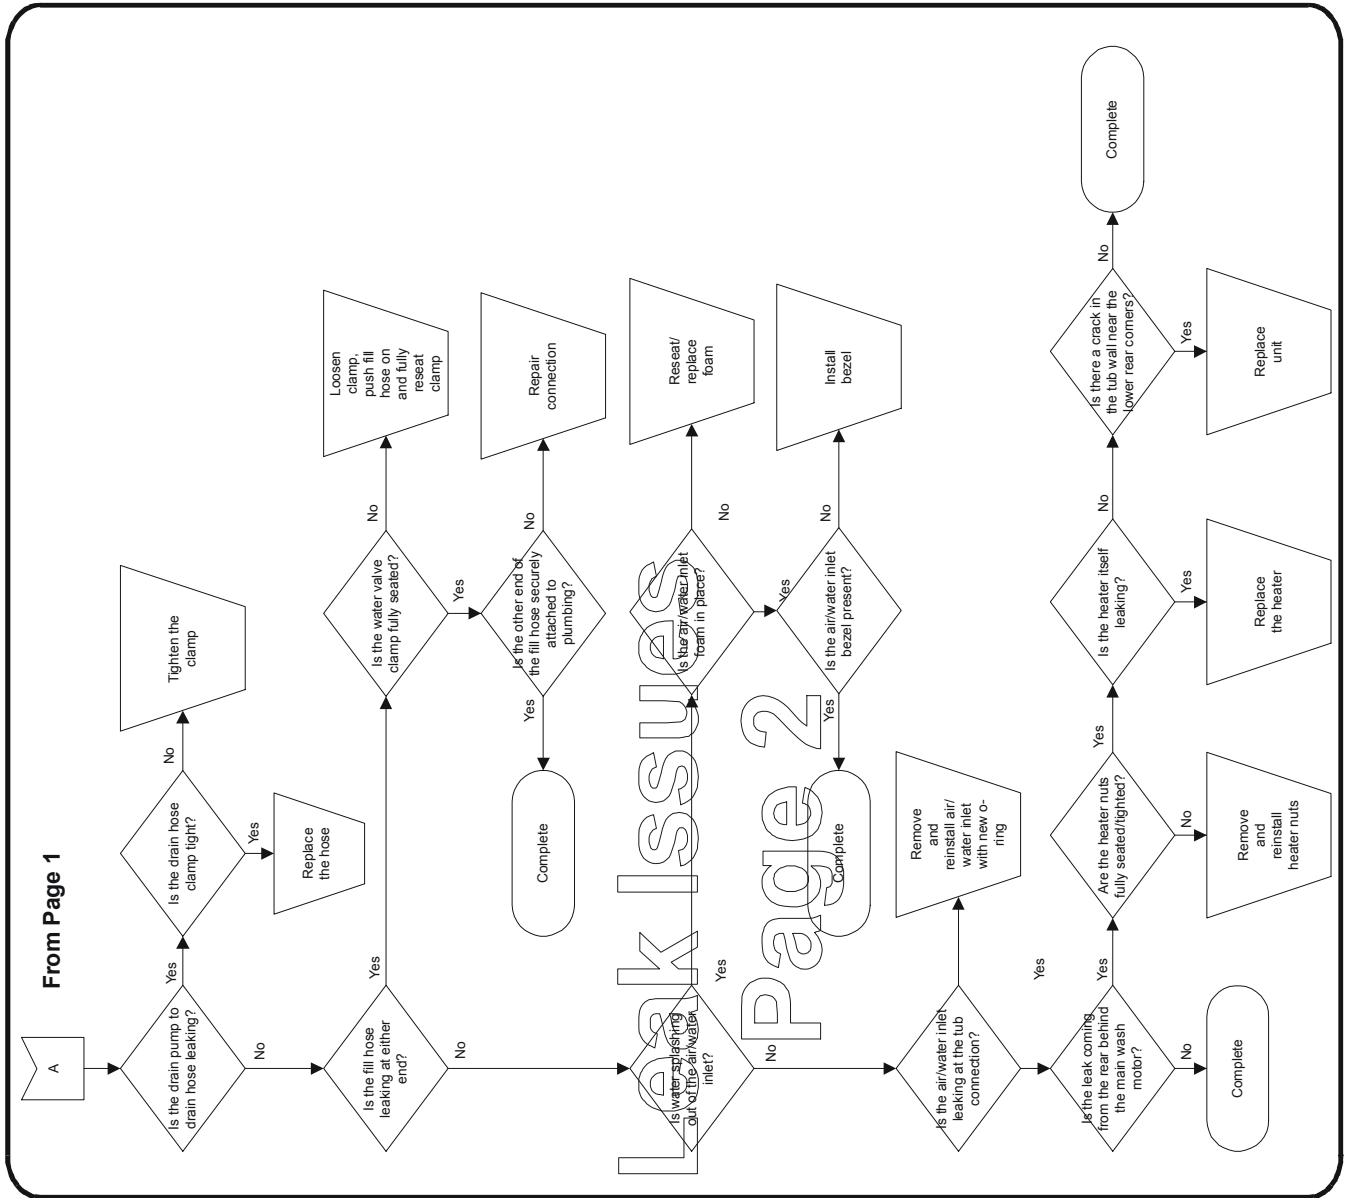 From Page 1
A
Is the drain pump to
drain hose leaking?
Yes
Is the drain hose
clamp tight?
No
Tighten the
clamp
Yes
Replace
the hose
No
Is the fill hose
leaking at either
end?
Yes
Is the water valve
clamp fully seated?
No
Loosen
clamp,
push fill
hose on
and fully
reseat
clamp
Yes
Is the other end of
the fill hose securely
attached to
plumbing?
No
Repair
connection
Yes
Complete
No
Leak Issues
Page 2
Is water splashing
out of the air/water
inlet?
Yes
Is the air/water inlet
foam in place?
No
Reseat/
replace
foam
Yes
Is the air/water inlet
bezel present?
No
Install
bezel
Yes
Complete
No
Is the air/water inlet
leaking at the tub
connection?
Yes
Remove
and
reinstall air/
water inlet
with new o-
ring
Is the leak coming
from the rear behind
the main wash
motor?
Yes
Are the heater nuts
fully seated/tighted?
Yes
Is the heater itself
leaking?
No
Is there a crack in
the tub wall near the
lower rear corners?
No
Complete
No
Complete
No
Remove
and
reinstall
heater nuts
Yes
Replace
the heater
Yes
Replace
unit